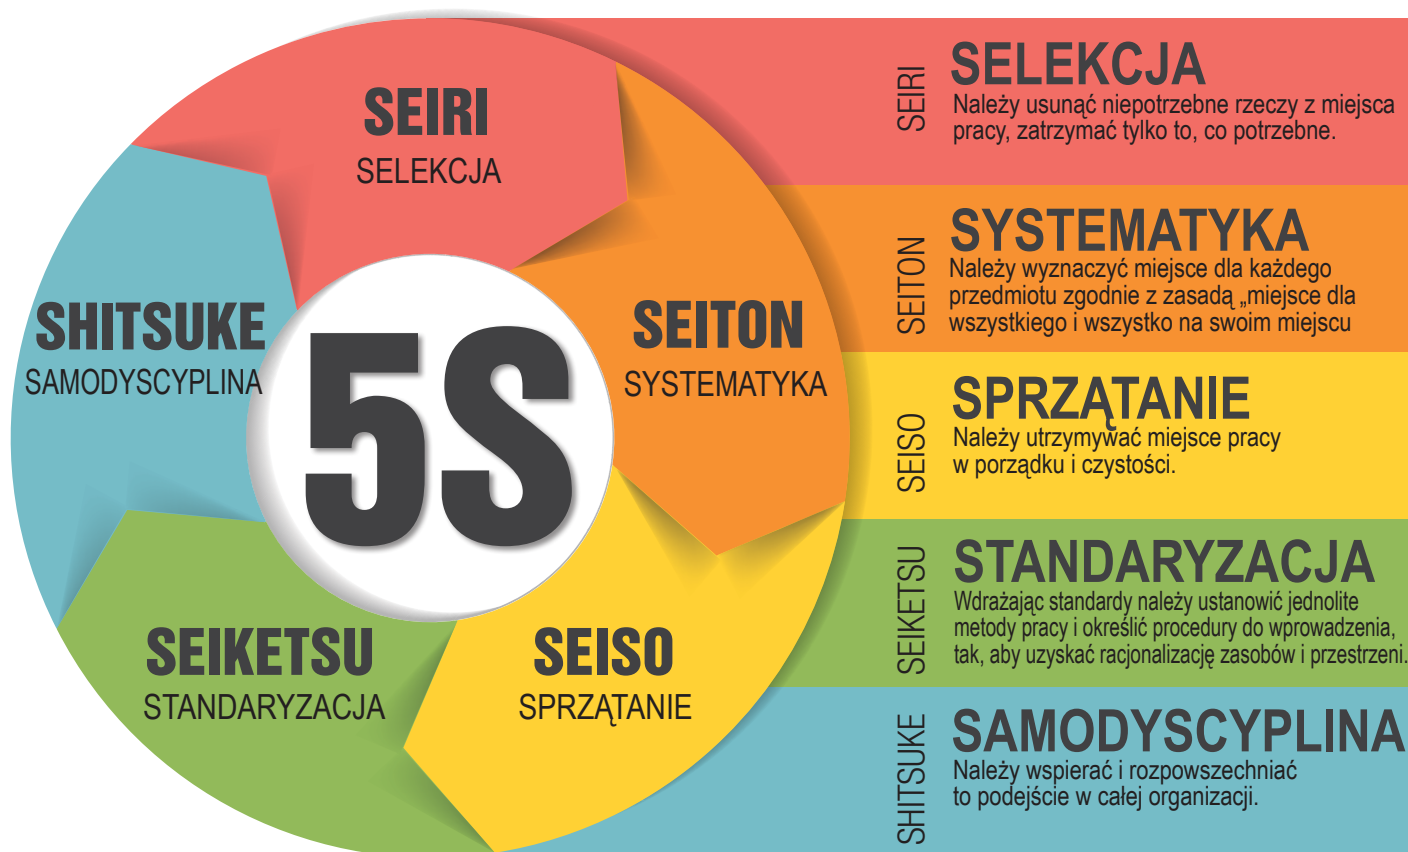 SEIRI
SELEKCJA
SEITON
SYSTEMATYKA
SEISO
SPRZĄTANIE
SEIKETSU
STANDARYZACJA
SHITSUKE
SAMODYSCYPLINA
5S
SEIRI
SELEKCJA
Należy usunąć niepotrzebne rzeczy z miejsca
pracy, zatrzymać tylko to, co potrzebne.
SEITON
SYSTEMATYKA
Należy wyznaczyć miejsce dla każdego
przedmiotu zgodnie z zasadą „miejsce dla
wszystkiego i wszystko na swoim miejscu
SEISO
SPRZĄTANIE
Należy utrzymywać miejsce pracy
w porządku i czystości.
SEIKETSU
STANDARYZACJA
Wdrażając standardy należy ustanowić jednolite
metody pracy i określić procedury do wprowadzenia,
tak, aby uzyskać racjonalizację zasobów i przestrzeni.
SHITSUKE
SAMODYSCYPLINA
Należy wspierać i rozpowszechniać
to podejście w całej organizacji.